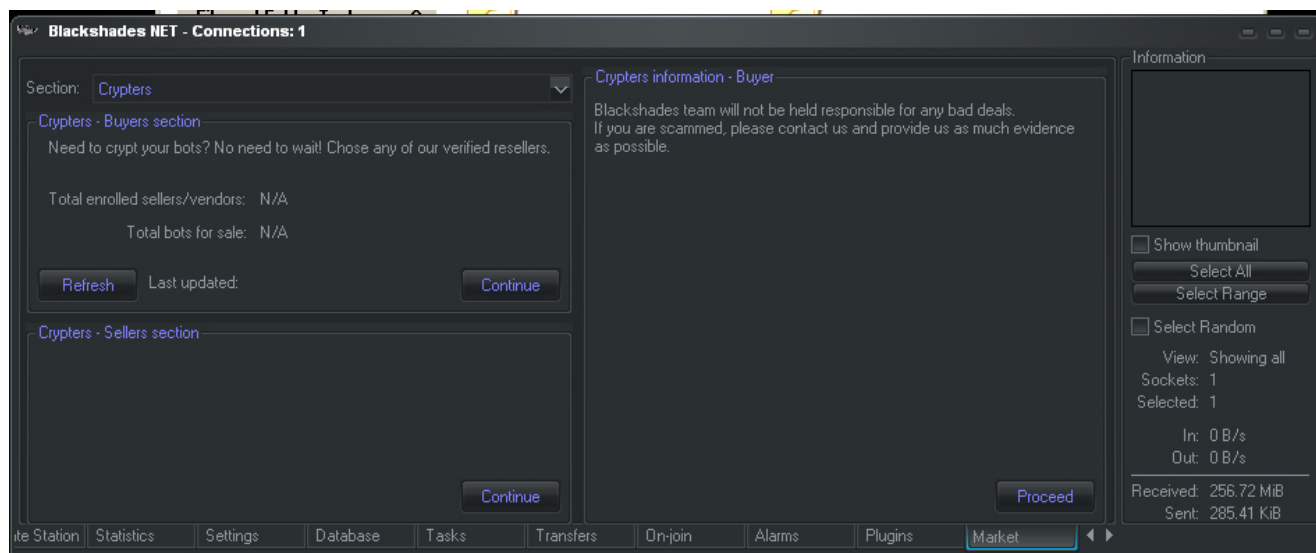 Blackshades NET - Connections: 1
Section: Crypters
Crypters - Buyers section
Need to crypt your bots? No need to wait! Chose any of our verified resellers.
Total enrolled sellers/vendors: N/A
Total bots for sale: N/A
Refresh Last updated: Continue
Crypters - Sellers section
Continue
Crypters information - Buyer
Blackshades team will not be held responsible for any bad deals.
If you are scammed, please contact us and provide us as much evidence
as possible.
Proceed
Information
Show thumbnail
Select All
Select Range
Select Random
View: Showing all
Sockets: 1
Selected: 1
In: 0 B/s
Out: 0 B/s
Received: 256.72 MiB
Sent: 285.41 KiB
te Station Statistics Settings Database Tasks Transfers On-join Alarms Plugins Market